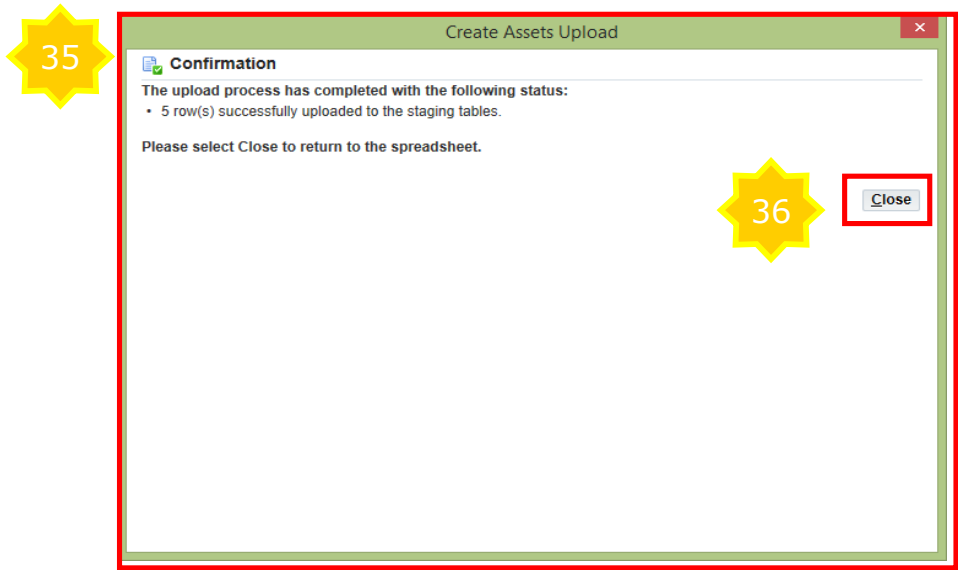 35
Create Assets Upload
Confirmation
The upload process has completed with the following status:
• 5 row(s) successfully uploaded to the staging tables.
Please select Close to return to the spreadsheet.
36
Close